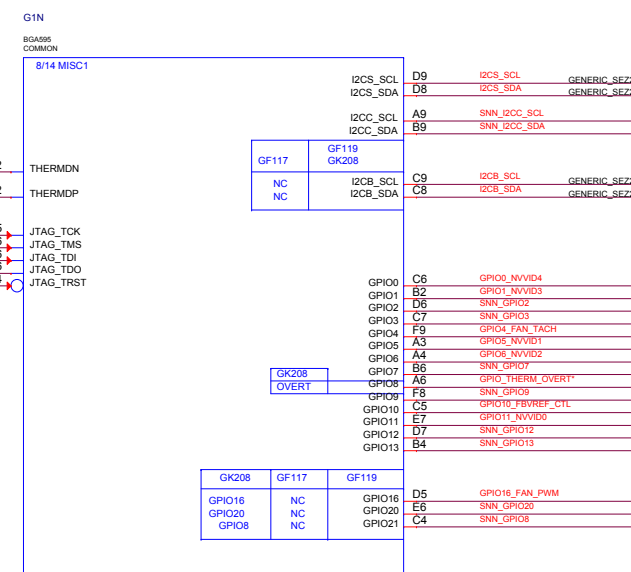 G1N
BGA595
COMMON
8/14 MISC1
I2CS_SCL D9 I2CS_SCL GENERIC_SEZ
I2CS_SDA D8 I2CS_SDA GENERIC_SEZ
I2CC_SCL A9 SNN_I2CC_SCL
I2CC_SDA B9 SNN_I2CC_SDA
GF119
GF117 GK208
THERMDN
NC I2CB_SCL C9 I2CB_SCL GENERIC_SEZ
NC I2CB_SDA C8 I2CB_SDA GENERIC_SEZ
THERMDP
JTAG_TCK
JTAG_TMS
JTAG_TDI
JTAG_TDO
JTAG_TRST
GPIO0 C6 GPIO0_NVVID4
GPIO1 B2 GPIO1_NVVID3
GPIO2 D6 SNN_GPIO2
GPIO3 C7 SNN_GPIO3
GPIO4 F9 GPIO4_FAN_TACH
GPIO5 A3 GPIO5_NVVID1
GPIO6 A4 GPIO6_NVVID2
GK208 GPIO7 B6 SNN_GPIO7
OVERT GPIO8 A6 GPIO_THERM_OVERT*
GPIO9 F8 SNN_GPIO9
GPIO10 C5 GPIO10_FBVREF_CTL
GPIO11 E7 GPIO11_NVVID0
GPIO12 D7 SNN_GPIO12
GPIO13 B4 SNN_GPIO13
GK208 GF117 GF119
GPIO16 NC GPIO16 D5 GPIO16_FAN_PWM
GPIO20 NC GPIO20 E6 SNN_GPIO20
GPIO8 NC GPIO21 C4 SNN_GPIO8